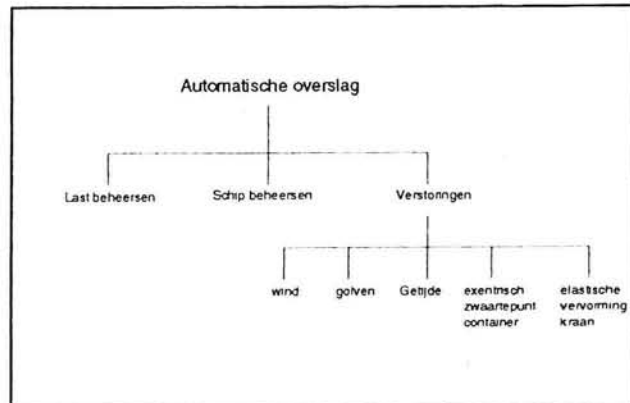 Automatische overslag
Last beheersen Schip beheersen Verstoringen
wind golven Getijde exentrisch elastische
zwaartepunt vervorming
container kraan